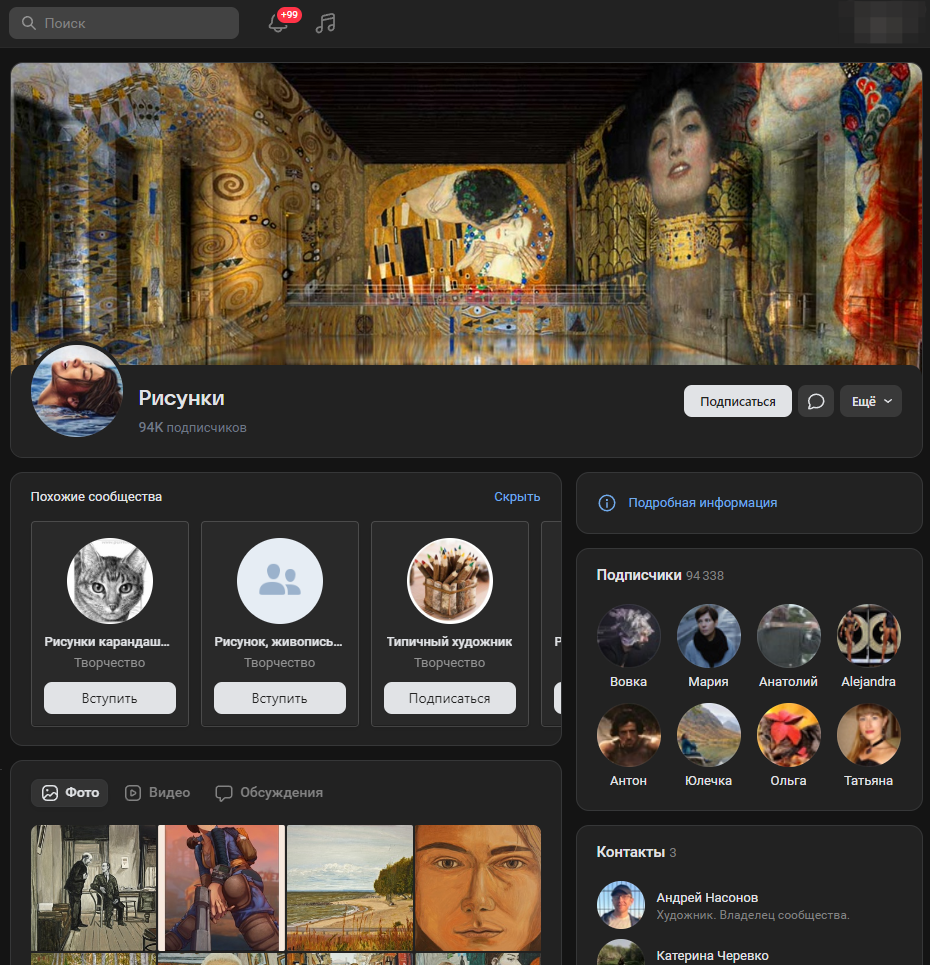 Поиск
+99
Рисунки
94K подписчиков
Подписаться
Ещё
Похожие сообщества
Скрыть
Рисунки карандаш...
Творчество
Вступить
Рисунок, живопись...
Творчество
Вступить
Типичный художник
Творчество
Подписаться
Р
Подробная информация
Подписчики 94 338
Вовка
Мария
Анатолий
Alejandra
Антон
Юлечка
Ольга
Татьяна
Фото
Видео
Обсуждения
Контакты 3
Андрей Насонов
Художник. Владелец сообщества.
Катерина Черевко